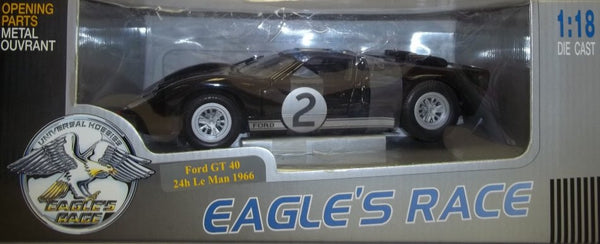 OPENING
PARTS
METAL
OUVRANT
1:18
DIE CAST
2
FORD
UNIVERSAL HOBBIES
EAGLE'S
RACE
Ford GT 40
24h Le Man 1966
EAGLE'S RACE